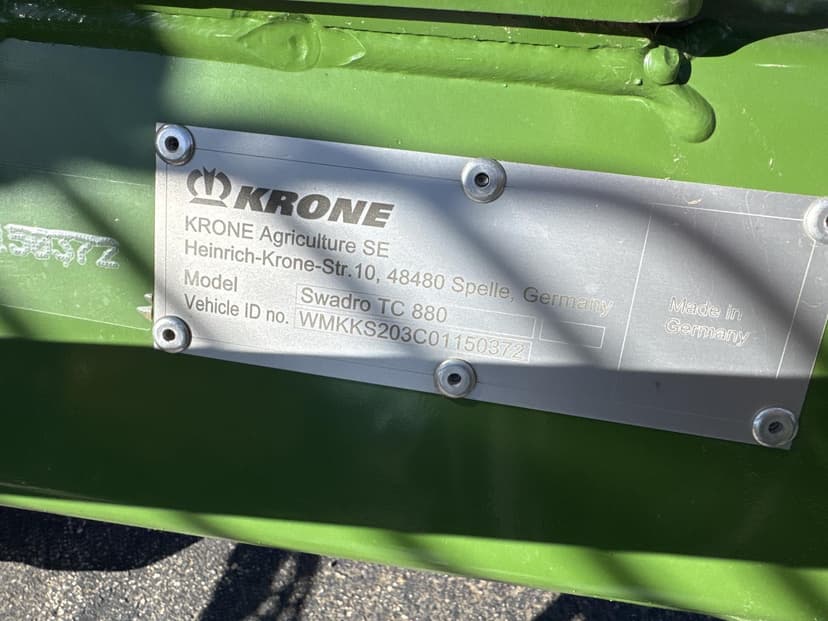 KRONE
KRONE Agriculture SE
Heinrich-Krone-Str.10, 48480 Spelle, Germany
Model Swadro TC 880
Vehicle ID no. WMKKS203C01150372
Made in
Germany